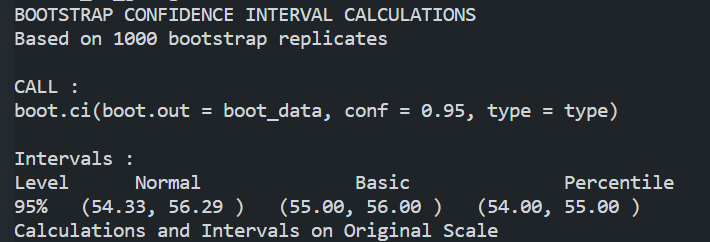 BOOTSTRAP CONFIDENCE INTERVAL CALCULATIONS
Based on 1000 bootstrap replicates
CALL :
boot.ci(boot.out = boot_data, conf = 0.95, type = type)
Intervals :
Level      Normal              Basic              Percentile
95%   (54.33, 56.29 )   (55.00, 56.00 )   (54.00, 55.00 )
Calculations and Intervals on Original Scale